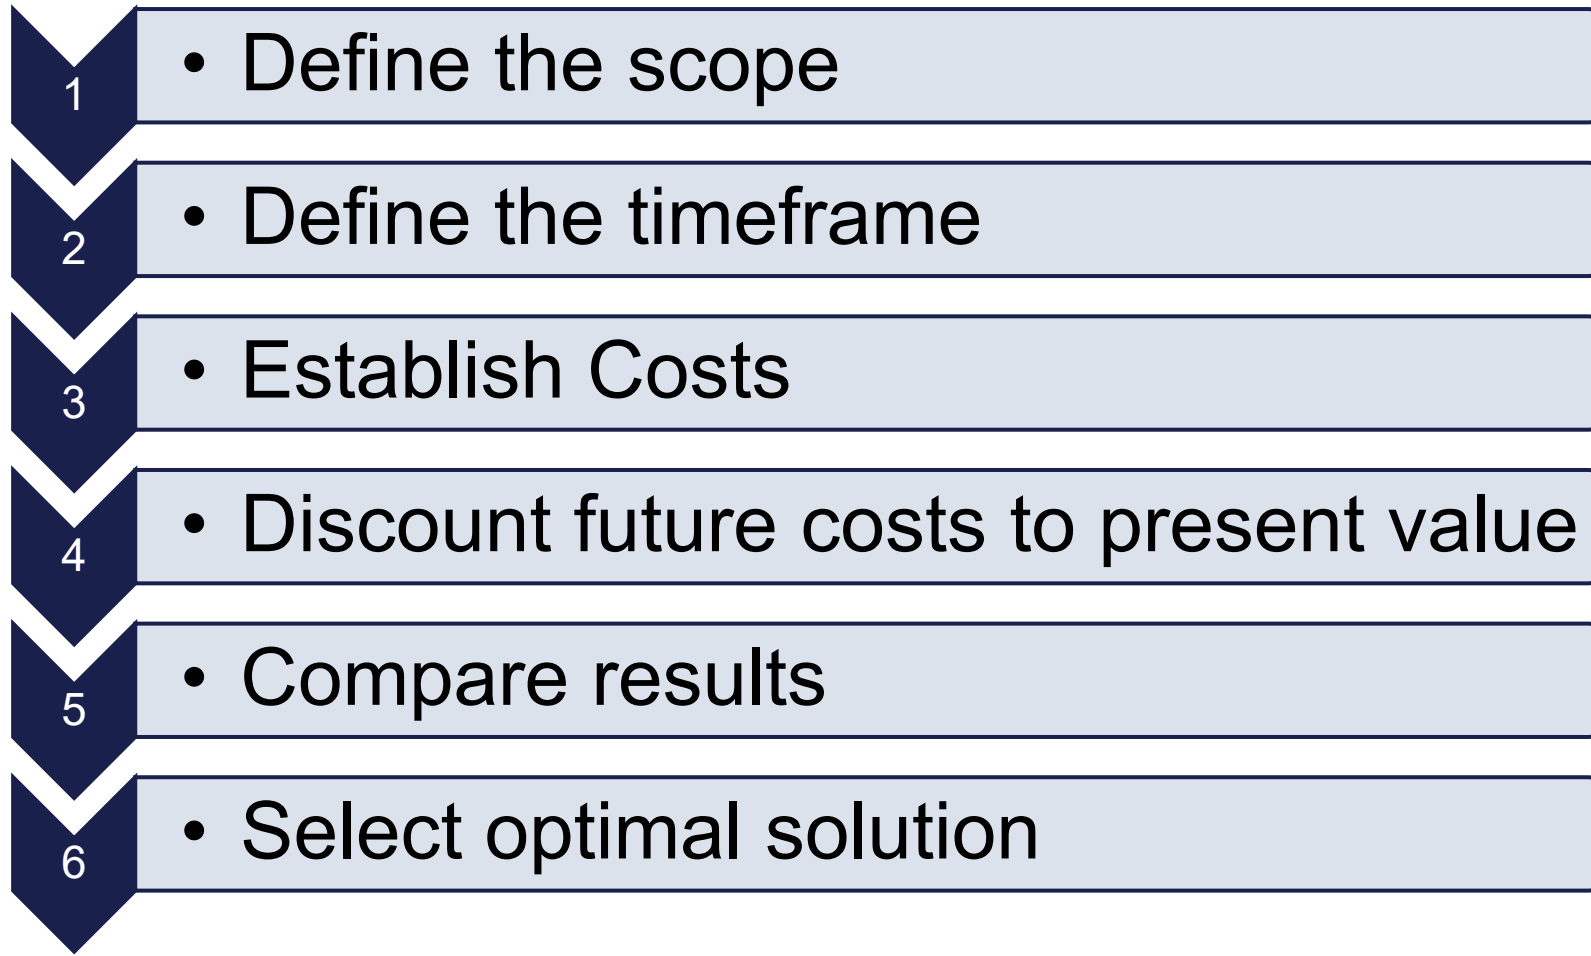 1 • Define the scope
2 • Define the timeframe
3 • Establish Costs
4 • Discount future costs to present value
5 • Compare results
6 • Select optimal solution